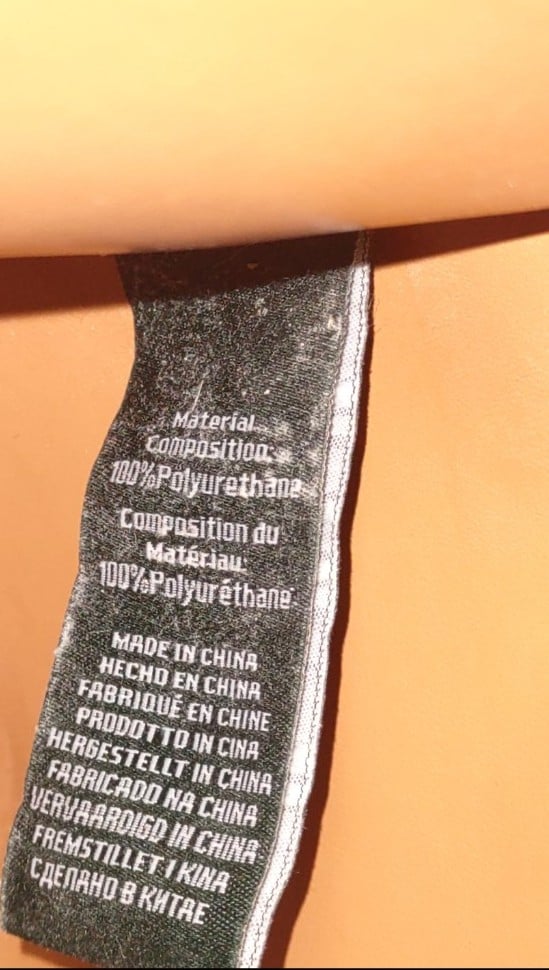 Material
Composition:
100%Polyurethane
Composition du
Matériau:
100%Polyuréthane
MADE IN CHINA
HECHO EN CHINA
FABRIQUÉ EN CHINE
PRODOTTO IN CINA
HERGESTELLT IN CHINA
FABRICADO NA CHINA
VERVAARDIGD IN CHINA
FREMSTILLET I KINA
СДЕЛАНО В КИТАЕ